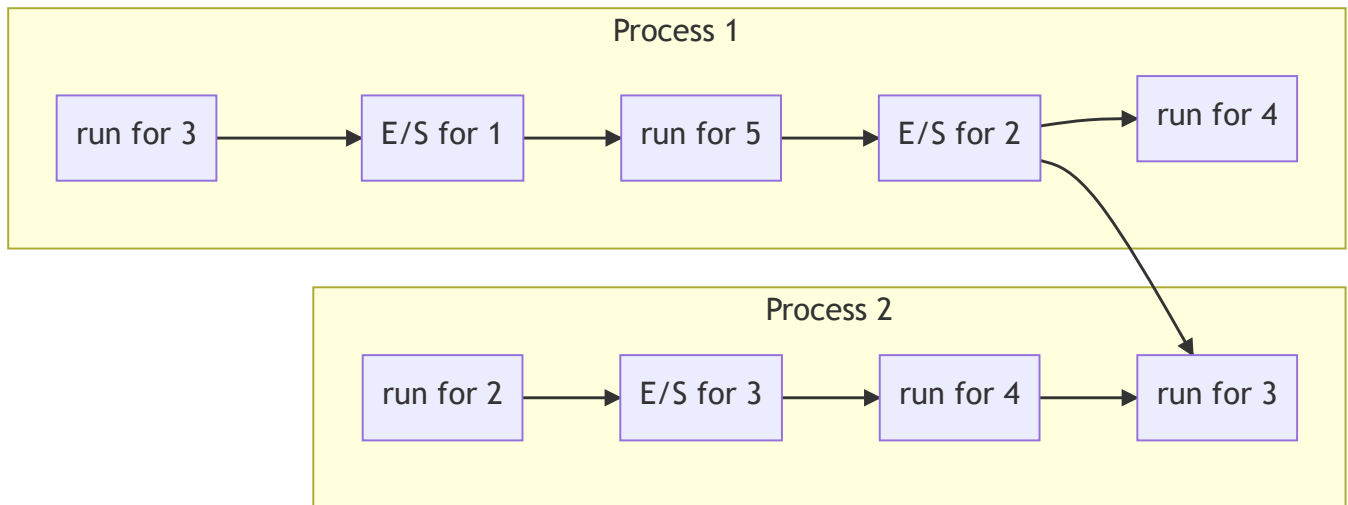 Process 1
run for 3
E/S for 1
run for 5
E/S for 2
run for 4
Process 2
run for 2
E/S for 3
run for 4
run for 3